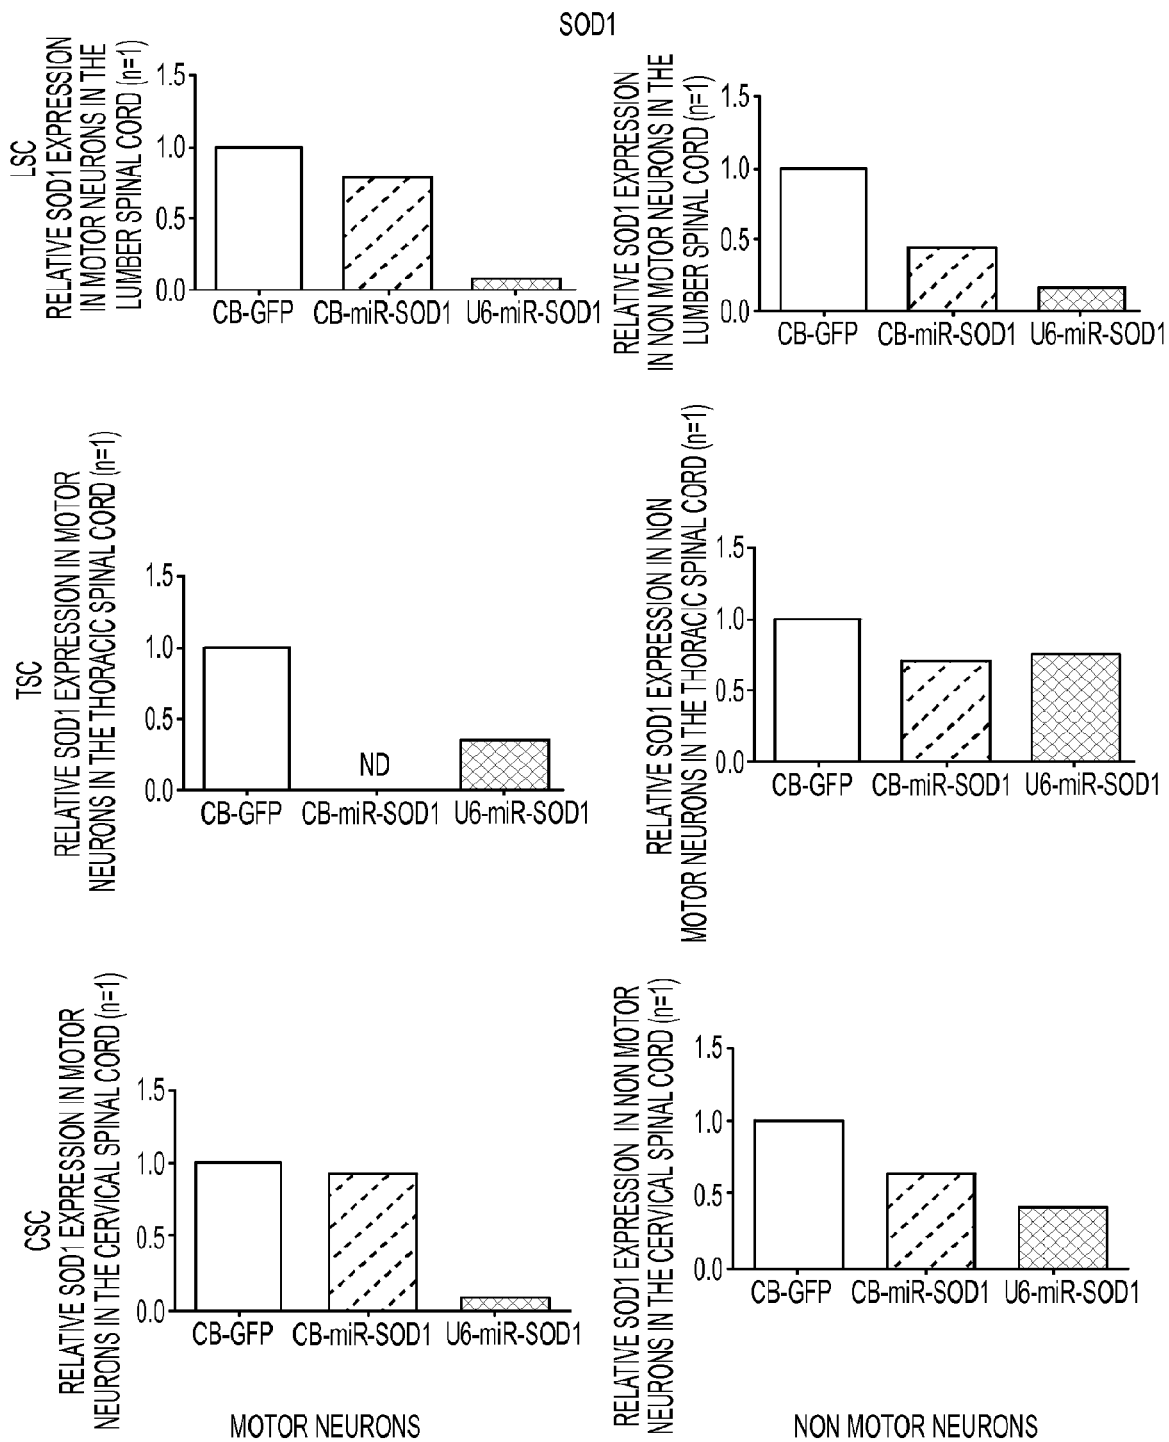 SOD1
LSC
RELATIVE SOD1 EXPRESSION
IN MOTOR NEURONS IN THE
LUMBER SPINAL CORD (n=1)
1.5
1.0
0.5
0.0
CB-GFP CB-miR-SOD1 U6-miR-SOD1
RELATIVE SOD1 EXPRESSION
IN NON MOTOR NEURONS IN THE
LUMBER SPINAL CORD (n=1)
1.5
1.0
0.5
0.0
CB-GFP CB-miR-SOD1 U6-miR-SOD1
TSC
RELATIVE SOD1 EXPRESSION IN MOTOR
NEURONS IN THE THORACIC SPINAL CORD (n=1)
1.5
1.0
0.5
0.0
ND
CB-GFP CB-miR-SOD1 U6-miR-SOD1
RELATIVE SOD1 EXPRESSION IN NON
MOTOR NEURONS IN THE THORACIC SPINAL CORD (n=1)
1.5
1.0
0.5
0.0
CB-GFP CB-miR-SOD1 U6-miR-SOD1
CSC
RELATIVE SOD1 EXPRESSION IN MOTOR
NEURONS IN THE CERVICAL SPINAL CORD (n=1)
1.5
1.0
0.5
0.0
CB-GFP CB-miR-SOD1 U6-miR-SOD1
RELATIVE SOD1 EXPRESSION IN NON MOTOR
NEURONS IN THE CERVICAL SPINAL CORD (n=1)
1.5
1.0
0.5
0.0
CB-GFP CB-miR-SOD1 U6-miR-SOD1
MOTOR NEURONS
NON MOTOR NEURONS